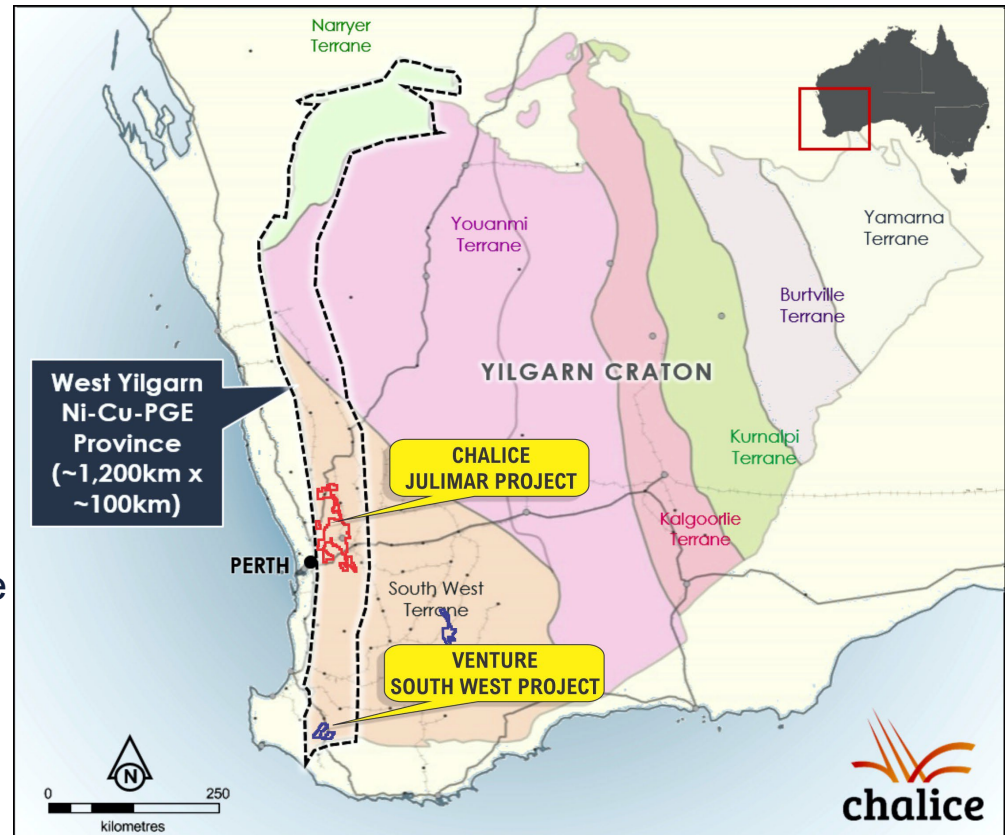 Narryer
Terrane
Youanmi
Terrane
Yamarna
Terrane
Burtville
Terrane
YILGARN CRATON
West Yilgarn
Ni-Cu-PGE
Province
(~1,200km x
~100km)
Kurnalpi
Terrane
CHALICE
JULIMAR PROJECT
Kalgoorlie
Terrane
PERTH
e
South West
Terrane
VENTURE
SOUTH WEST PROJECT
N
0 250
kilometres
chalice